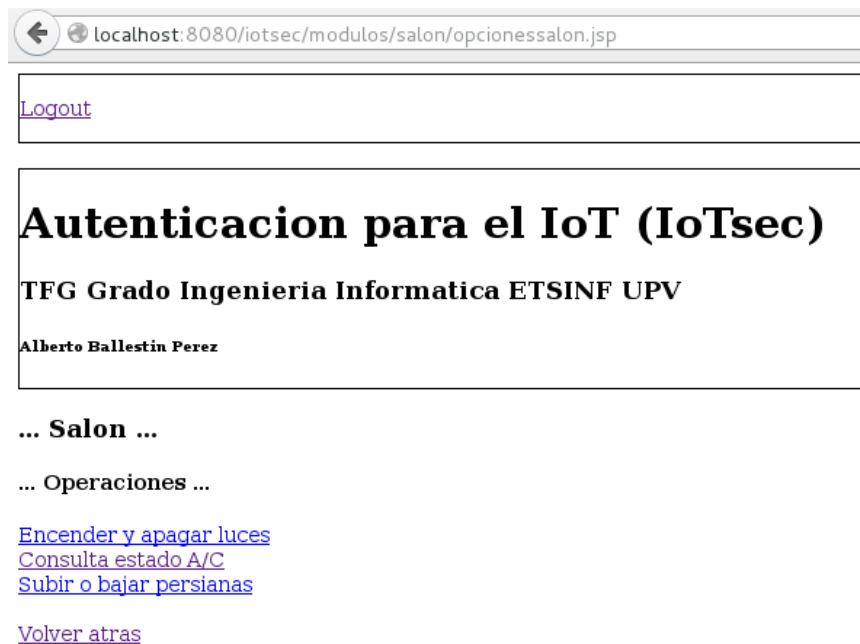 localhost:8080/iotsec/modulos/salon/opcionessalon.jsp
Logout
Autenticacion para el IoT (IoTsec)
TFG Grado Ingenieria Informatica ETSINF UPV
Alberto Ballestin Perez
... Salon ...
... Operaciones ...
Encender y apagar luces
Consulta estado A/C
Subir o bajar persianas
Volver atras